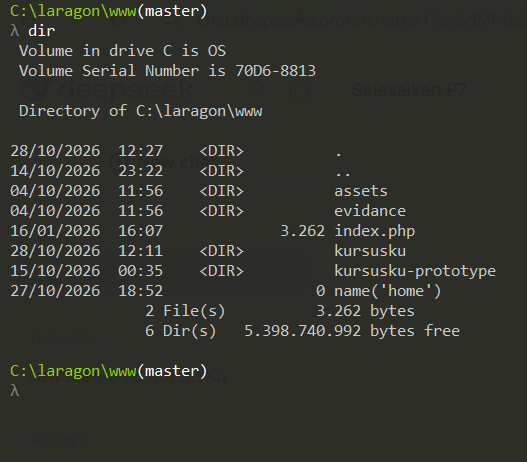 C:\laragon\www(master)
λ dir
 Volume in drive C is OS
 Volume Serial Number is 70D6-8813

 Directory of C:\laragon\www

28/10/2026  12:27    <DIR>          .
14/10/2026  23:22    <DIR>          ..
04/10/2026  11:56    <DIR>          assets
04/10/2026  11:56    <DIR>          evidance
16/01/2026  16:07             3.262 index.php
28/10/2026  12:11    <DIR>          kursusku
15/10/2026  00:35    <DIR>          kursusku-prototype
27/10/2026  18:52                 0 name('home')
               2 File(s)          3.262 bytes
               6 Dir(s)   5.398.740.992 bytes free

C:\laragon\www(master)
λ
deepseek
Selesaikan P7
Yesterday